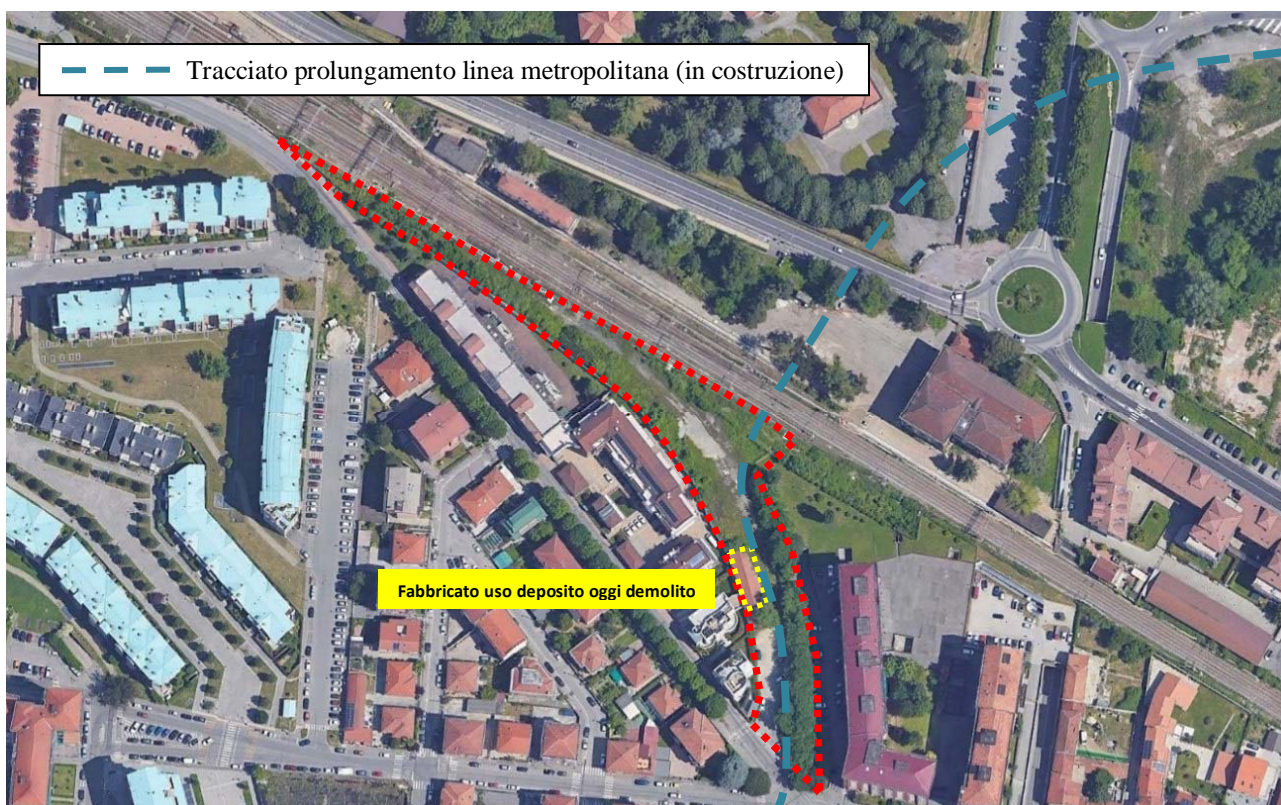 Tracciato prolungamento linea metropolitana (in costruzione)
Fabbricato uso deposito oggi demolito